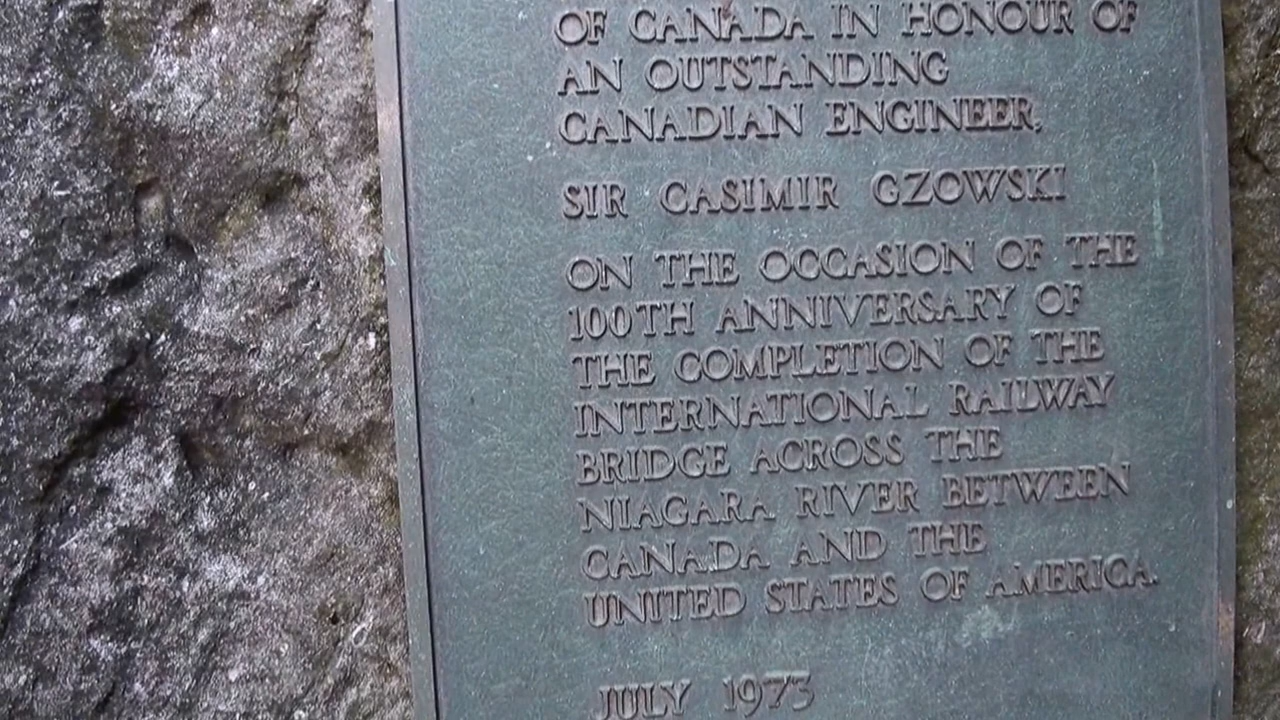 OF CANADA IN HONOUR OF
AN OUTSTANDING
CANADIAN ENGINEER,
SIR CASIMIR GZOWSKI
ON THE OCCASION OF THE
100TH ANNIVERSARY OF
THE COMPLETION OF THE
INTERNATIONAL RAILWAY
BRIDGE ACROSS THE
NIAGARA RIVER BETWEEN
CANADA AND THE
UNITED STATES OF AMERICA.
JULY 1973